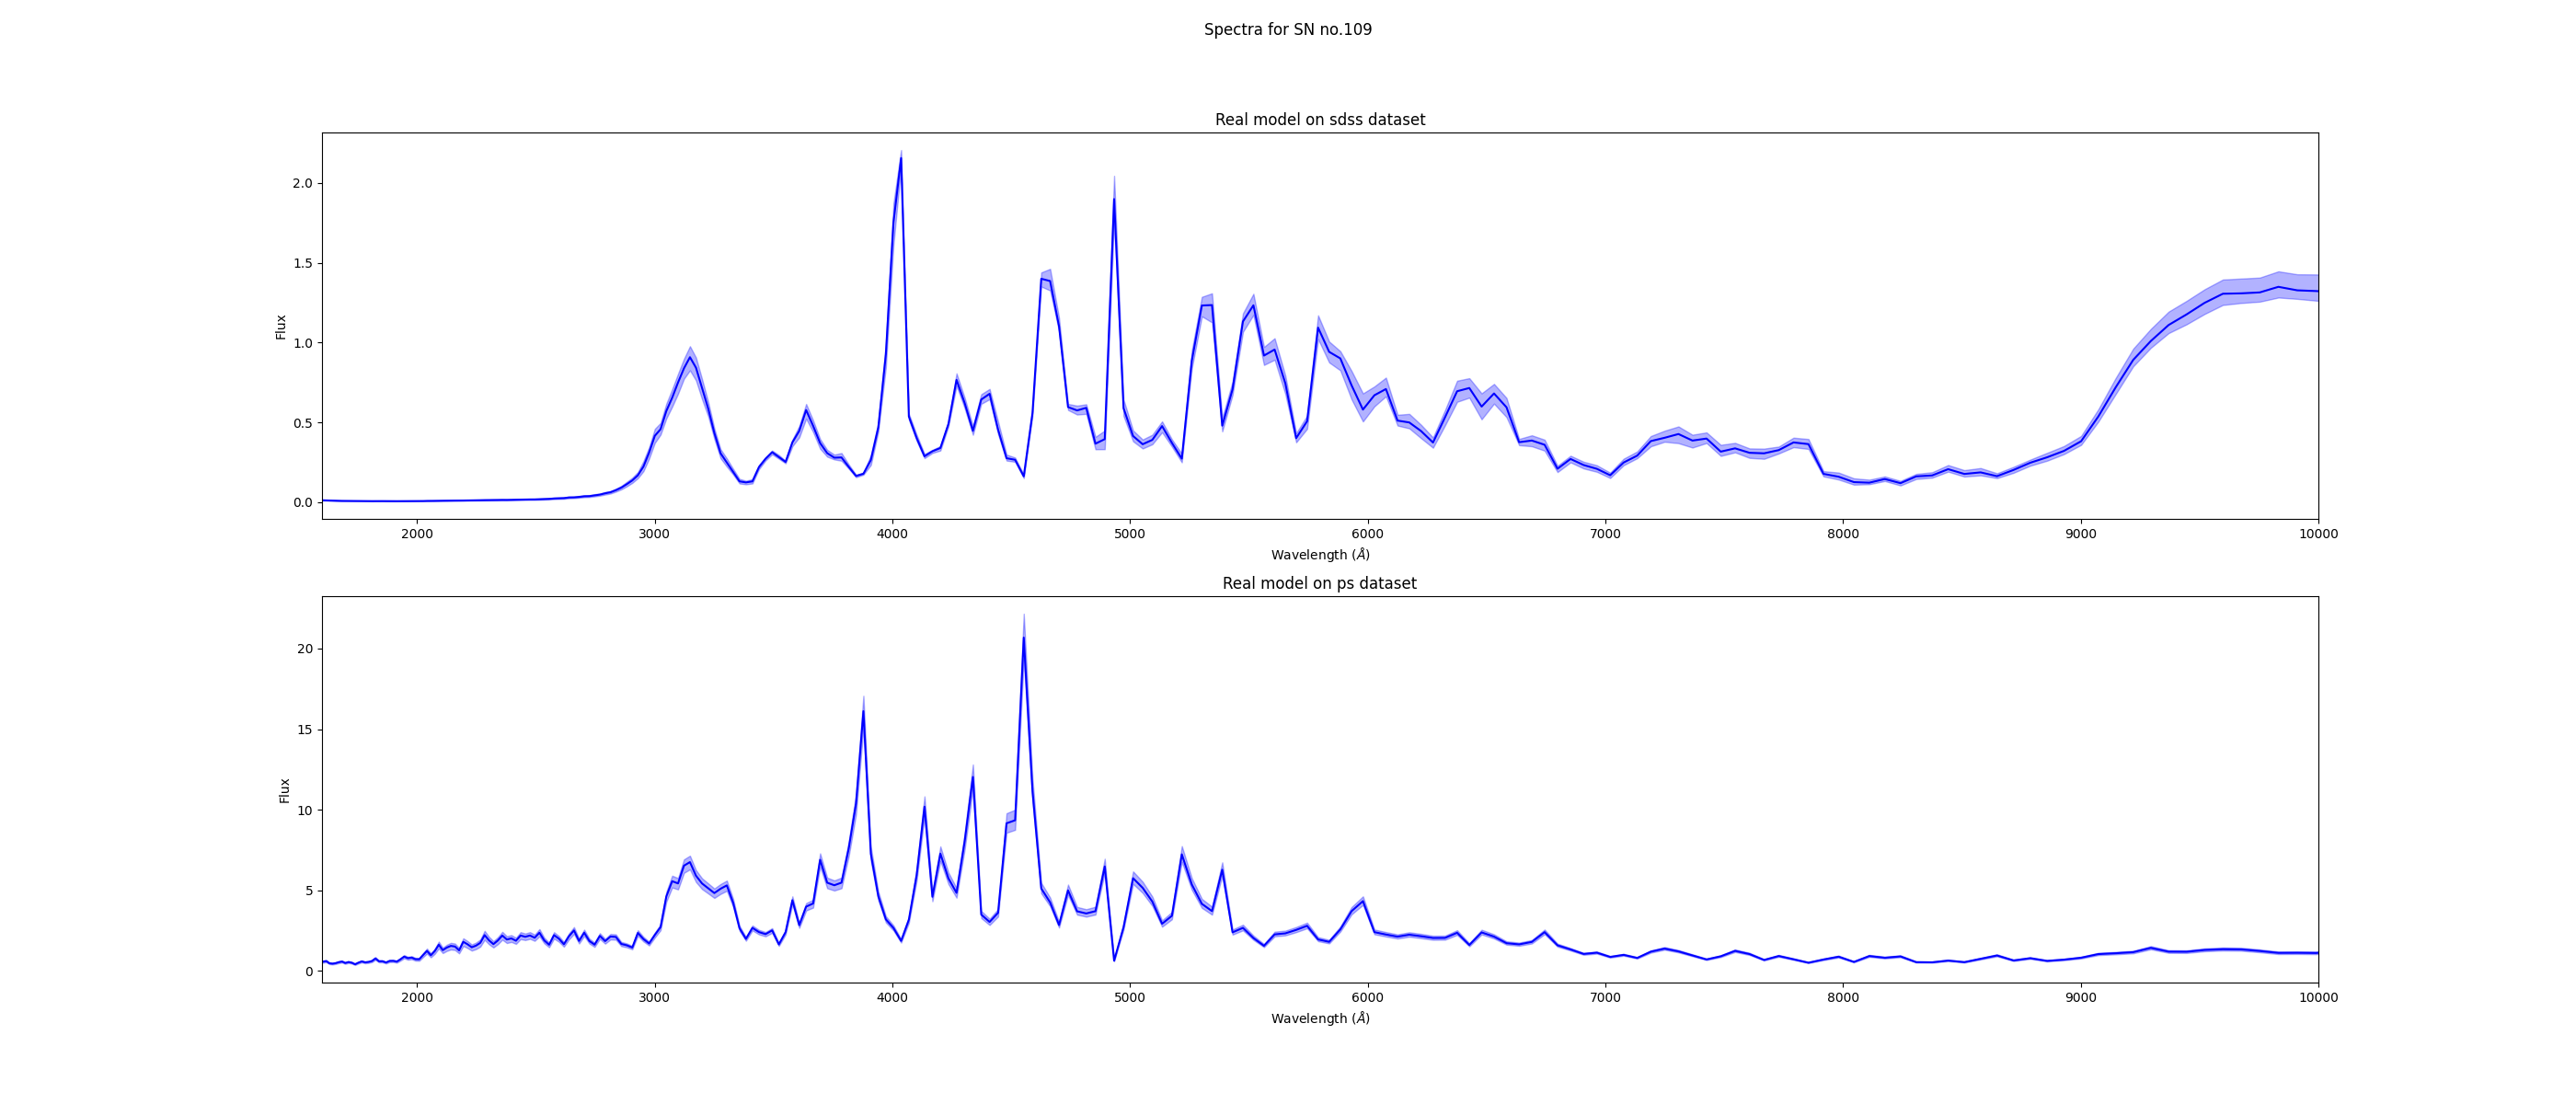 Spectra for SN no.109
Real model on sdss dataset
Flux
2.0
1.5
1.0
0.5
0.0
2000 3000 4000 5000 6000 7000 8000 9000 10000
Wavelength (Å)
Real model on ps dataset
Flux
20
15
10
5
0
2000 3000 4000 5000 6000 7000 8000 9000 10000
Wavelength (Å)